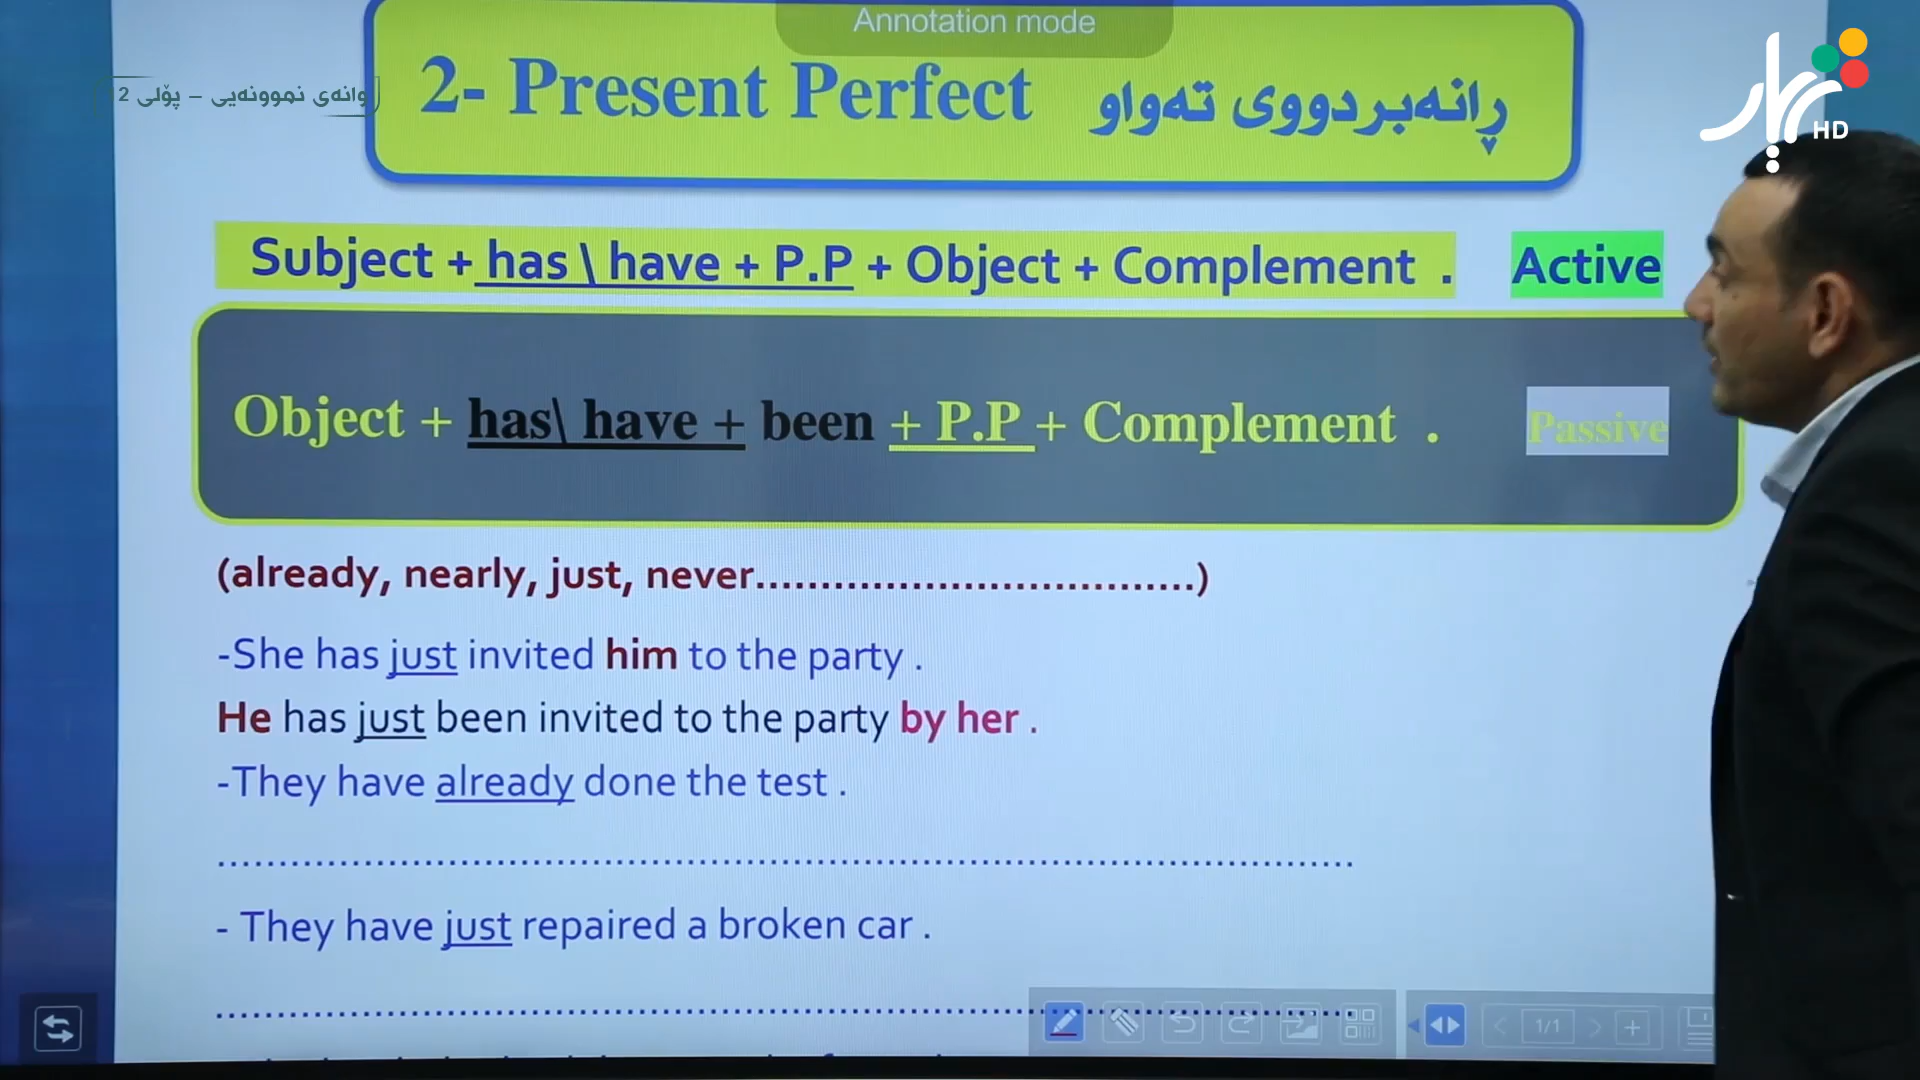 Annotation mode
2- Present Perfect ڕانەبردووی تەواو
وانەی نموونەیی – پۆلی 12
HD
Subject + has \ have + P.P + Object + Complement . Active
Object + has\ have + been + P.P + Complement . Passive
(already, nearly, just, never..................................)
-She has just invited him to the party .
He has just been invited to the party by her .
-They have already done the test .
..........................................................................
- They have just repaired a broken car .
..........................................................................
1/1